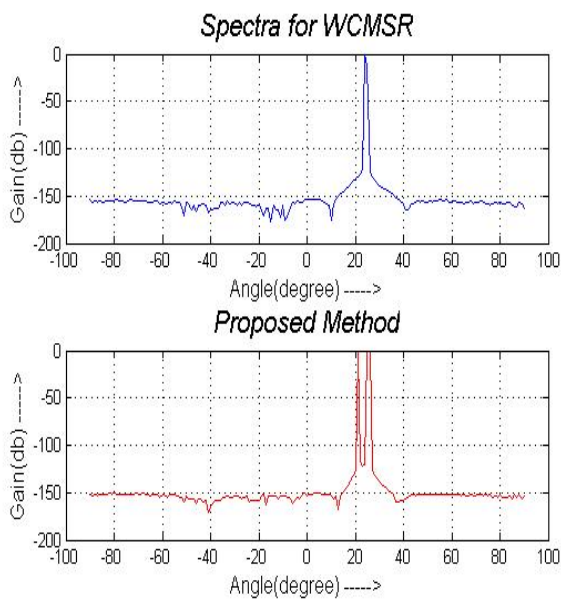 Spectra for WCMSR
0
-50
-100
-150
-200
Gain(db) ----->
-100 -80 -60 -40 -20 0 20 40 60 80 100
Angle(degree) ----->
Proposed Method
0
-50
-100
-150
-200
Gain(db) ----->
-100 -80 -60 -40 -20 0 20 40 60 80 100
Angle(degree) ----->